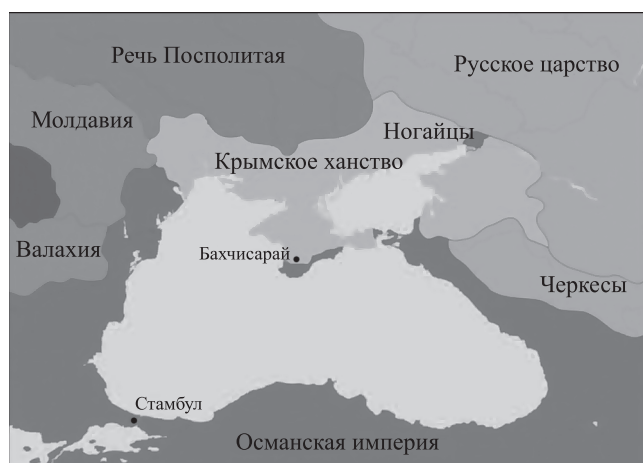 Речь Посполитая
Русское царство
Молдавия
Ногайцы
Крымское ханство
Валахия
Бахчисарай
Черкесы
Стамбул
Османская империя